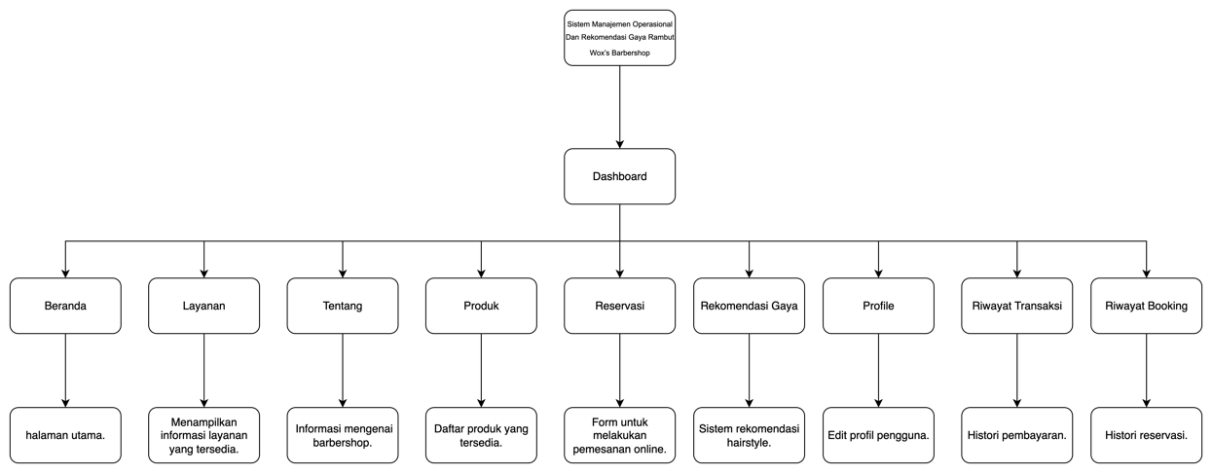 Sistem Manajemen Operasional
Dan Rekomendasi Gaya Rambut
Wox's Barbershop
Dashboard
Beranda
Layanan
Tentang
Produk
Reservasi
Rekomendasi Gaya
Profile
Riwayat Transaksi
Riwayat Booking
halaman utama.
Menampilkan
informasi layanan
yang tersedia.
Informasi mengenai
barbershop.
Daftar produk yang
tersedia.
Form untuk
melakukan
pemesanan online.
Sistem rekomendasi
hairstyle.
Edit profil pengguna.
Histori pembayaran.
Histori reservasi.